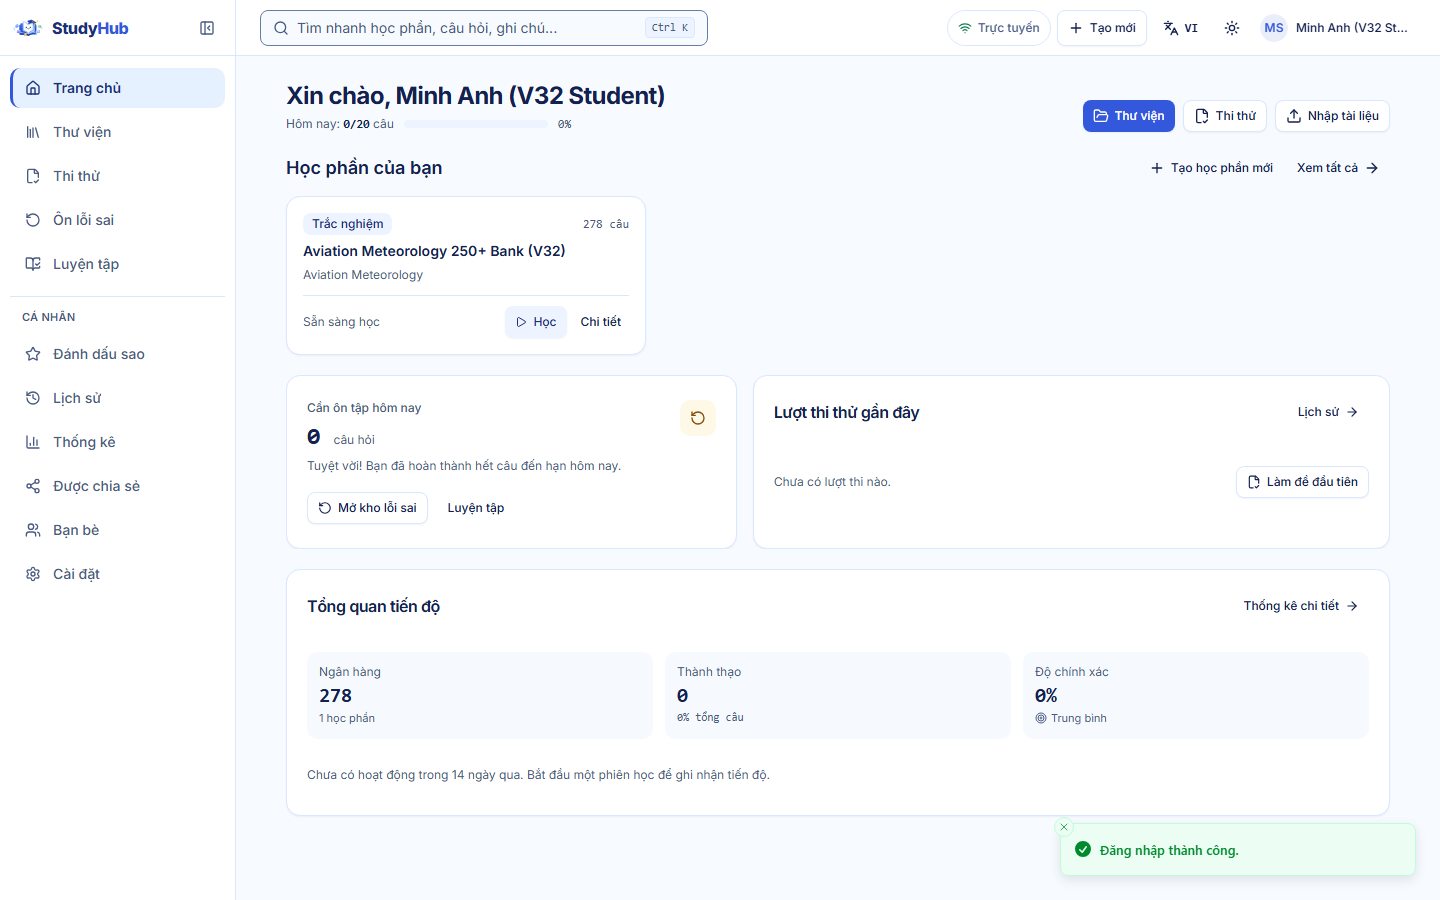 StudyHub
Tìm nhanh học phần, câu hỏi, ghi chú...
Ctrl K
Trực tuyến
Tạo mới
VI
MS
Minh Anh (V32 St...
Trang chủ
Thư viện
Thi thử
Ôn lỗi sai
Luyện tập
CÁ NHÂN
Đánh dấu sao
Lịch sử
Thống kê
Được chia sẻ
Bạn bè
Cài đặt
Xin chào, Minh Anh (V32 Student)
Hôm nay: 0/20 câu 0%
Thư viện
Thi thử
Nhập tài liệu
Học phần của bạn
Tạo học phần mới
Xem tất cả
Trắc nghiệm
278 câu
Aviation Meteorology 250+ Bank (V32)
Aviation Meteorology
Sẵn sàng học
Học
Chi tiết
Cần ôn tập hôm nay
0 câu hỏi
Tuyệt vời! Bạn đã hoàn thành hết câu đến hạn hôm nay.
Mở kho lỗi sai
Luyện tập
Lượt thi thử gần đây
Lịch sử
Chưa có lượt thi nào.
Làm đề đầu tiên
Tổng quan tiến độ
Thống kê chi tiết
Ngân hàng
278
1 học phần
Thành thạo
0
0% tổng câu
Độ chính xác
0%
Trung bình
Chưa có hoạt động trong 14 ngày qua. Bắt đầu một phiên học để ghi nhận tiến độ.
Đăng nhập thành công.